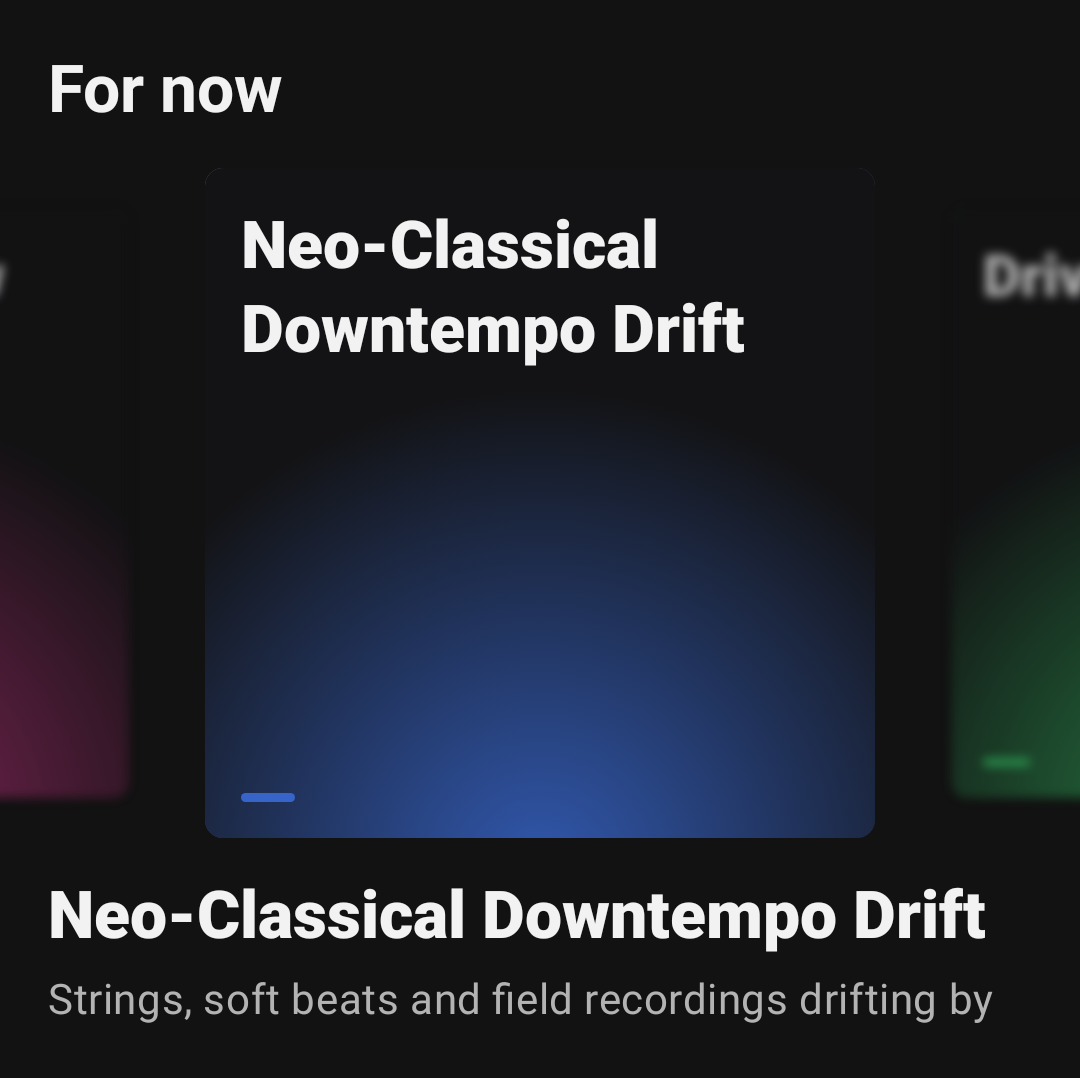 For now
Neo-Classical
Downtempo Drift
Neo-Classical Downtempo Drift
Strings, soft beats and field recordings drifting by